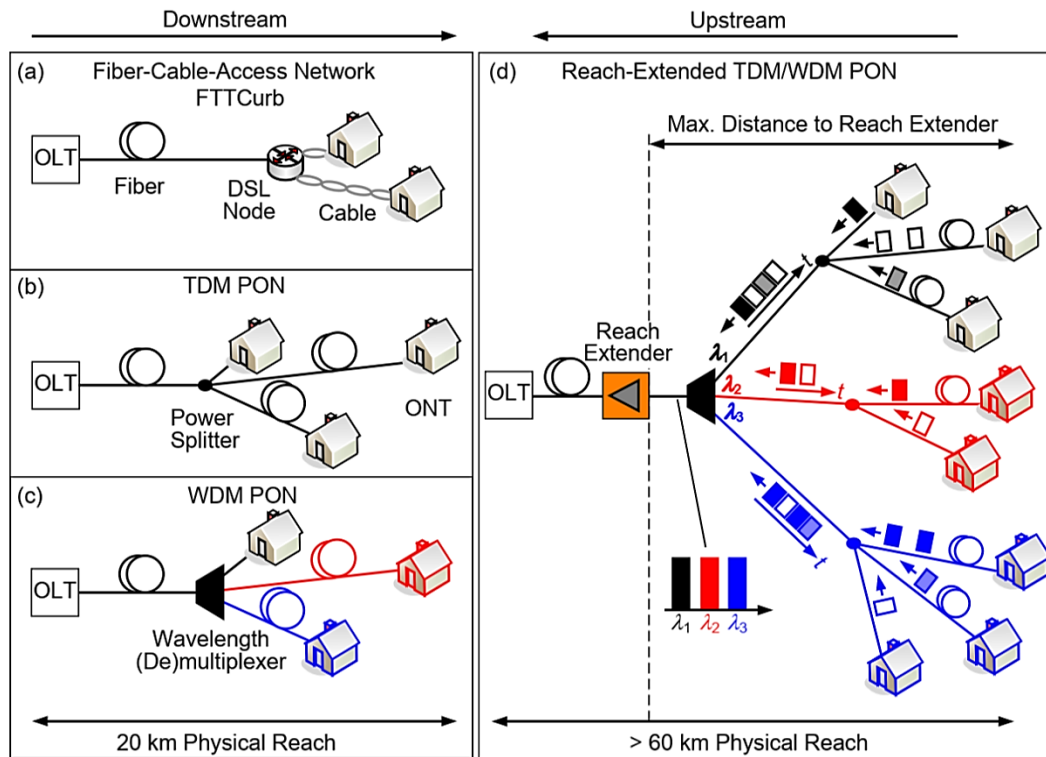 Downstream
Upstream
(a)
Fiber-Cable-Access Network
FTTCurb
OLT
Fiber
DSL
Node
Cable
(b)
TDM PON
OLT
Power
Splitter
ONT
(c)
WDM PON
OLT
Wavelength
(De)multiplexer
20 km Physical Reach
(d)
Reach-Extended TDM/WDM PON
Max. Distance to Reach Extender
t
Reach
Extender
OLT
λ1
λ2
λ3
t
t
λ1 λ2 λ3
> 60 km Physical Reach